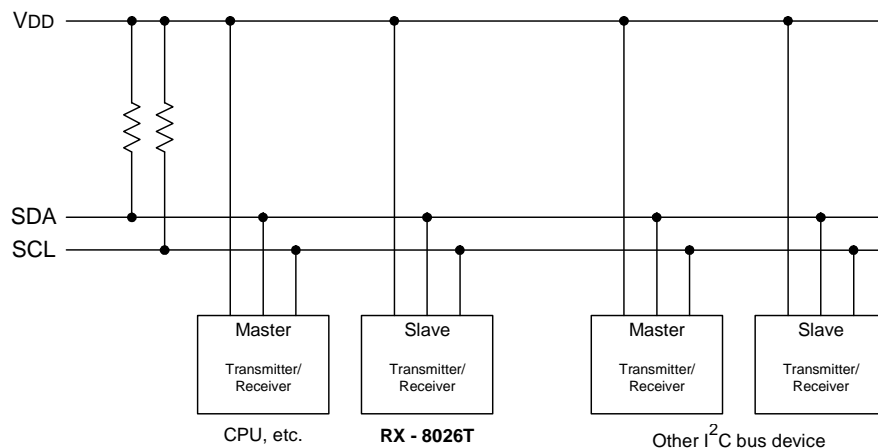 VDD
SDA
SCL
Master
Transmitter/
Receiver
Slave
Transmitter/
Receiver
Master
Transmitter/
Receiver
Slave
Transmitter/
Receiver
CPU, etc.
RX - 8026T
Other I²C bus device